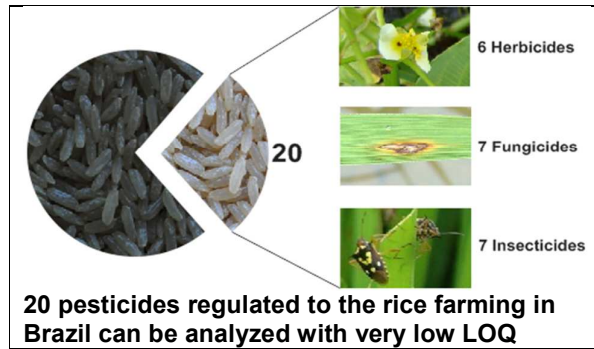 6 Herbicides
20
7 Fungicides
7 Insecticides
20 pesticides regulated to the rice farming in
Brazil can be analyzed with very low LOQ